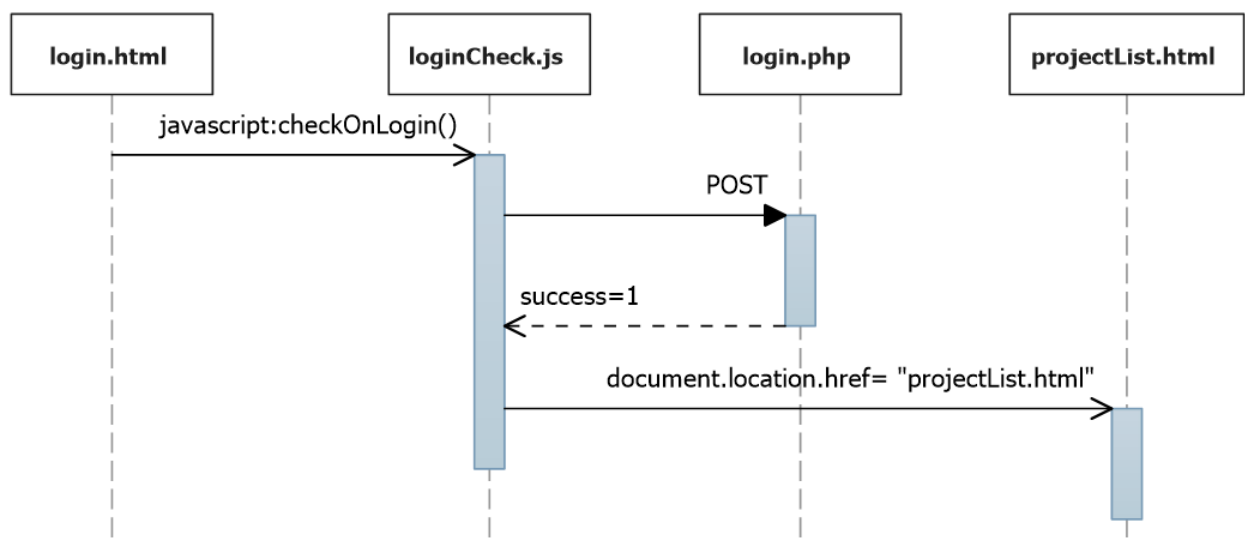 login.html
loginCheck.js
login.php
projectList.html
javascript:checkOnLogin()
POST
success=1
document.location.href= "projectList.html"